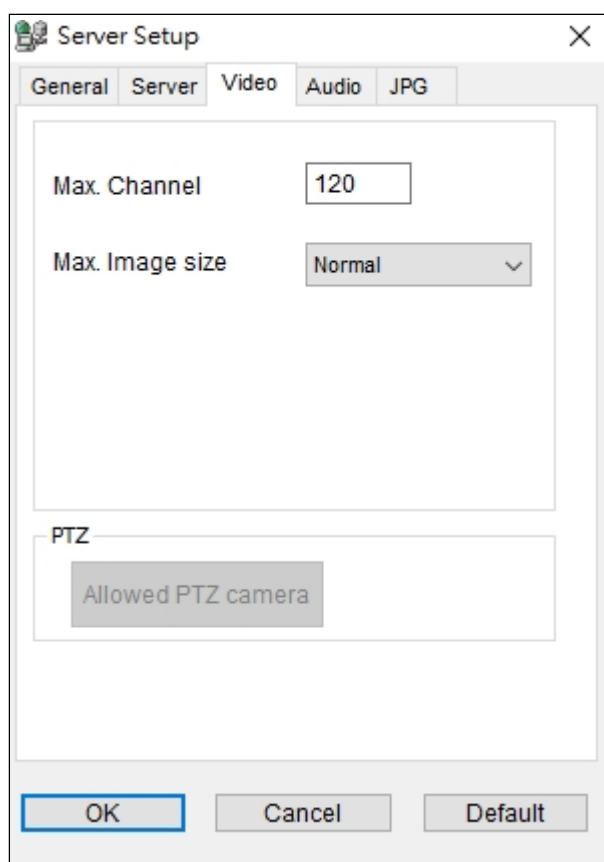 Server Setup
General Server Video Audio JPG
Max. Channel 120
Max. Image size Normal
PTZ
Allowed PTZ camera
OK Cancel Default